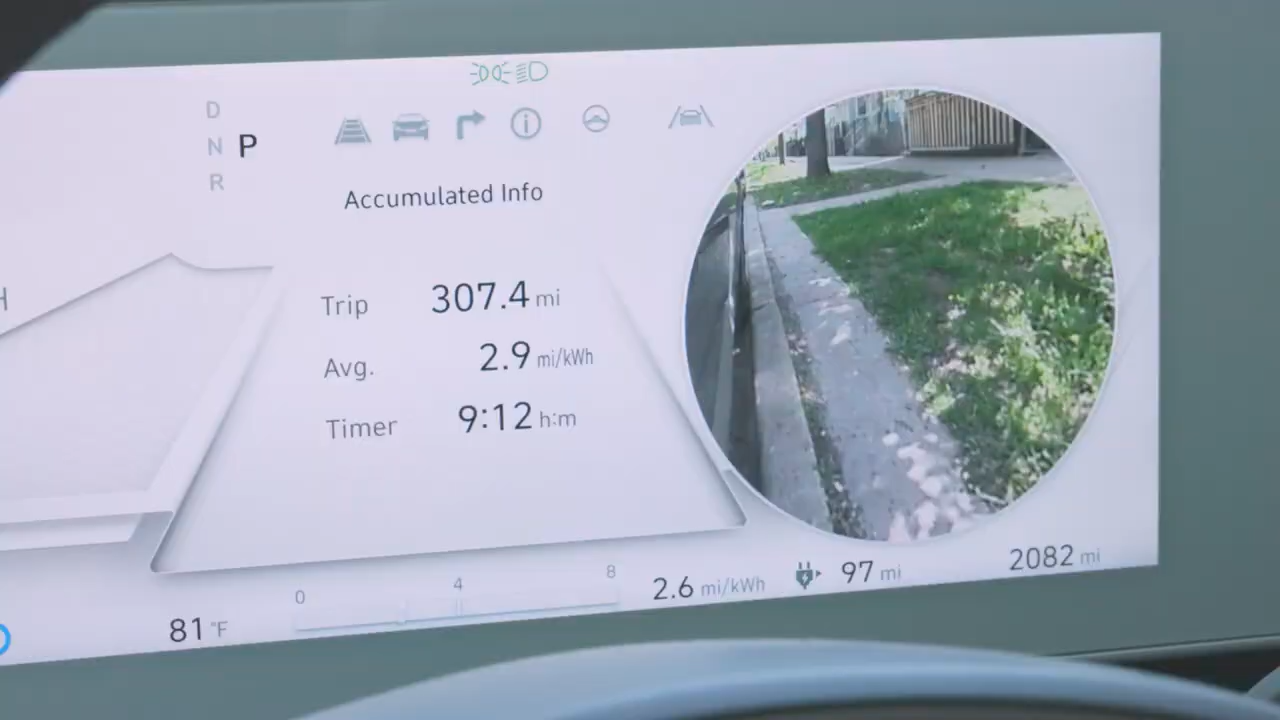 D
N P
R
Accumulated Info
Trip 307.4 mi
Avg. 2.9 mi/kWh
Timer 9:12 h:m
H
0 4 8
81 °F
2.6 mi/kWh
97 mi
2082 mi